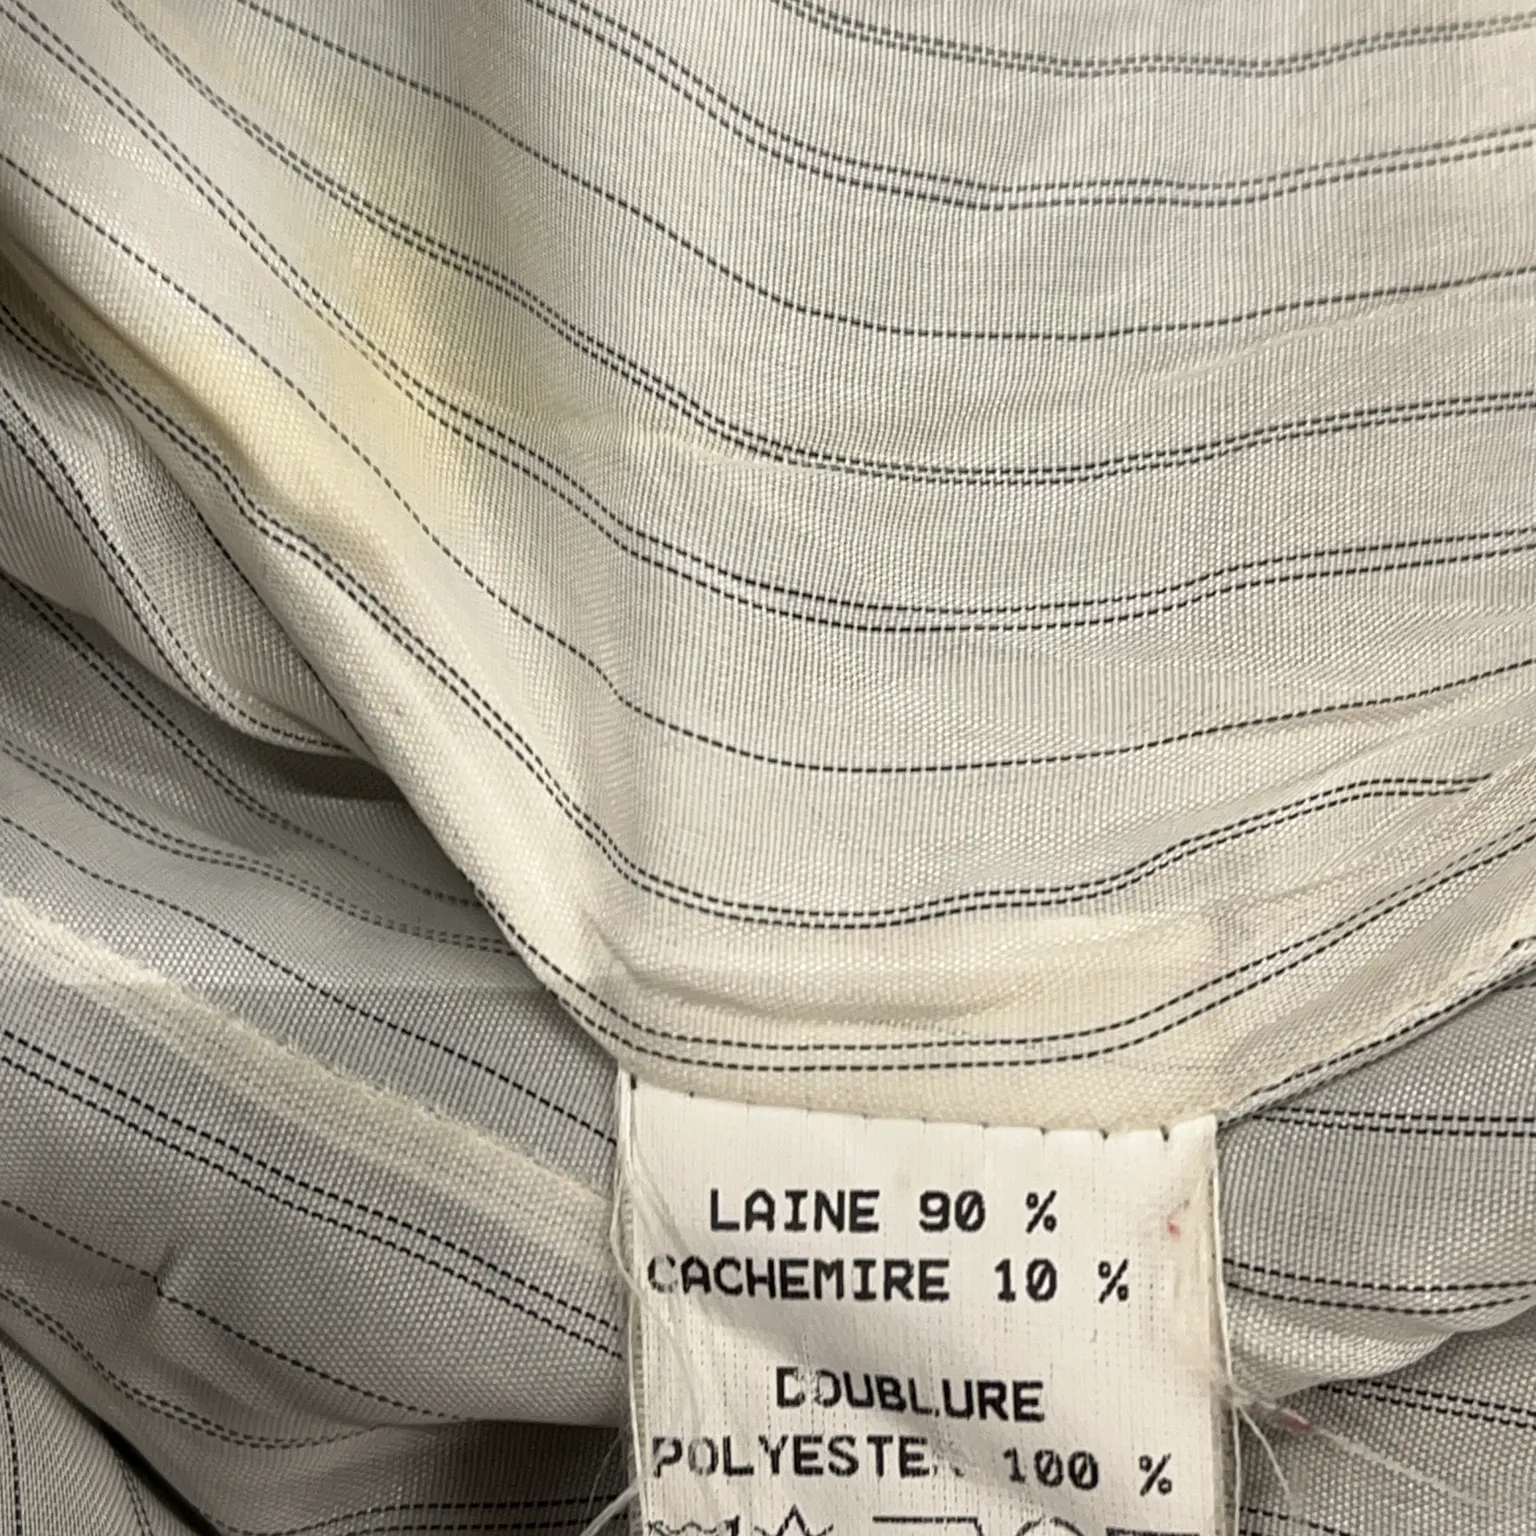 LAINE 90 %
CACHEMIRE 10 %
DOUBLURE
POLYESTER 100 %